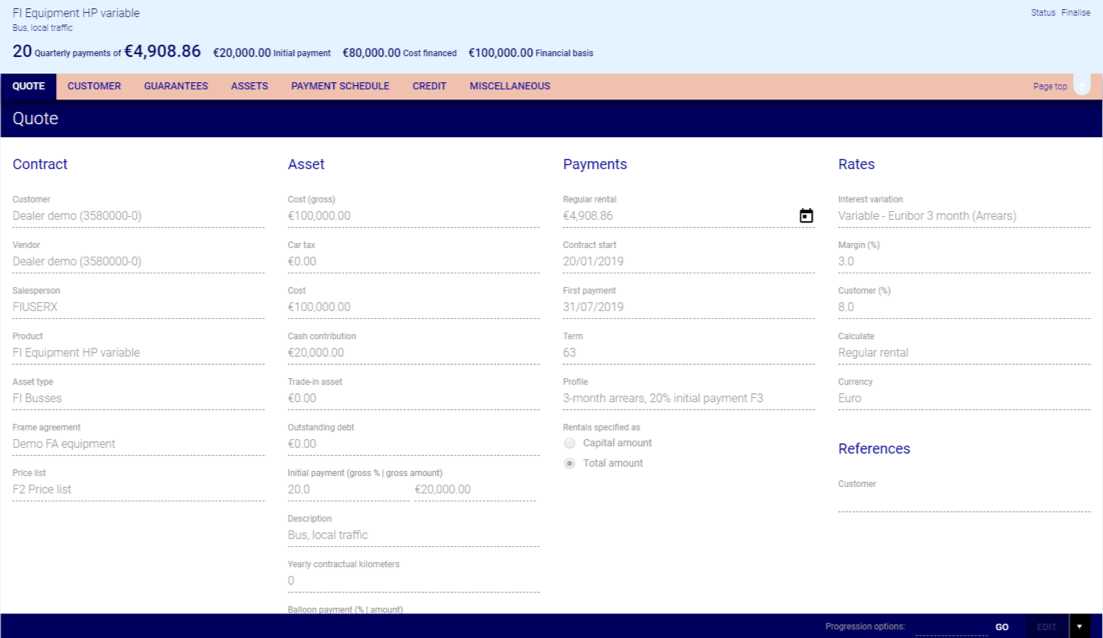 FI Equipment HP variable
Status Finalise
Bus, local traffic
20 Quarterly payments of €4,908.86 €20,000.00 Initial payment €80,000.00 Cost financed €100,000.00 Financial basis
QUOTE CUSTOMER GUARANTEES ASSETS PAYMENT SCHEDULE CREDIT MISCELLANEOUS Page top
Quote
Contract
Customer
Dealer demo (3580000-0)
Vendor
Dealer demo (3580000-0)
Salesperson
FIUSERX
Product
FI Equipment HP variable
Asset type
FI Busses
Frame agreement
Demo FA equipment
Price list
F2 Price list
Asset
Cost (gross)
€100,000.00
Car tax
€0.00
Cost
€100,000.00
Cash contribution
€20,000.00
Trade-in asset
€0.00
Outstanding debt
€0.00
Initial payment (gross % | gross amount)
20.0 €20,000.00
Description
Bus, local traffic
Yearly contractual kilometers
0
Balloon payment (% | amount)
Payments
Regular rental
€4,908.86
Contract start
20/01/2019
First payment
31/07/2019
Term
63
Profile
3-month arrears, 20% initial payment F3
Rentals specified as
Capital amount
Total amount
Rates
Interest variation
Variable - Euribor 3 month (Arrears)
Margin (%)
3.0
Customer (%)
8.0
Calculate
Regular rental
Currency
Euro
References
Customer
Progression options: GO EDIT